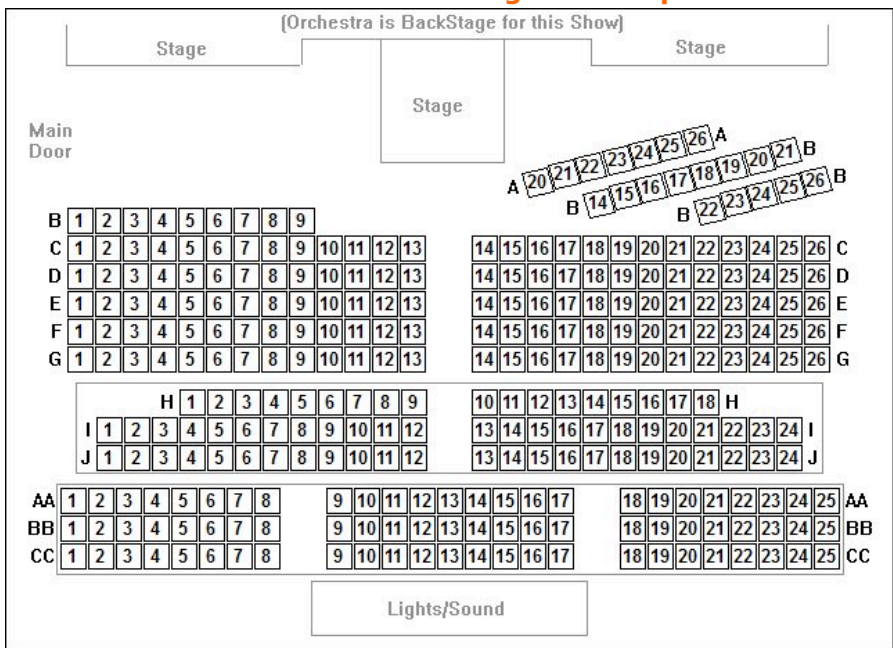 (Orchestra is BackStage for this Show)
Stage
Stage
Stage
Main
Door
A 20 21 22 23 24 25 26 A
B 14 15 16 17 18 19 20 21 B
B 22 23 24 25 26 B
B 1 2 3 4 5 6 7 8 9
C 1 2 3 4 5 6 7 8 9 10 11 12 13 14 15 16 17 18 19 20 21 22 23 24 25 26 C
D 1 2 3 4 5 6 7 8 9 10 11 12 13 14 15 16 17 18 19 20 21 22 23 24 25 26 D
E 1 2 3 4 5 6 7 8 9 10 11 12 13 14 15 16 17 18 19 20 21 22 23 24 25 26 E
F 1 2 3 4 5 6 7 8 9 10 11 12 13 14 15 16 17 18 19 20 21 22 23 24 25 26 F
G 1 2 3 4 5 6 7 8 9 10 11 12 13 14 15 16 17 18 19 20 21 22 23 24 25 26 G
H 1 2 3 4 5 6 7 8 9 10 11 12 13 14 15 16 17 18 H
I 1 2 3 4 5 6 7 8 9 10 11 12 13 14 15 16 17 18 19 20 21 22 23 24 I
J 1 2 3 4 5 6 7 8 9 10 11 12 13 14 15 16 17 18 19 20 21 22 23 24 J
AA 1 2 3 4 5 6 7 8 9 10 11 12 13 14 15 16 17 18 19 20 21 22 23 24 25 AA
BB 1 2 3 4 5 6 7 8 9 10 11 12 13 14 15 16 17 18 19 20 21 22 23 24 25 BB
CC 1 2 3 4 5 6 7 8 9 10 11 12 13 14 15 16 17 18 19 20 21 22 23 24 25 CC
Lights/Sound